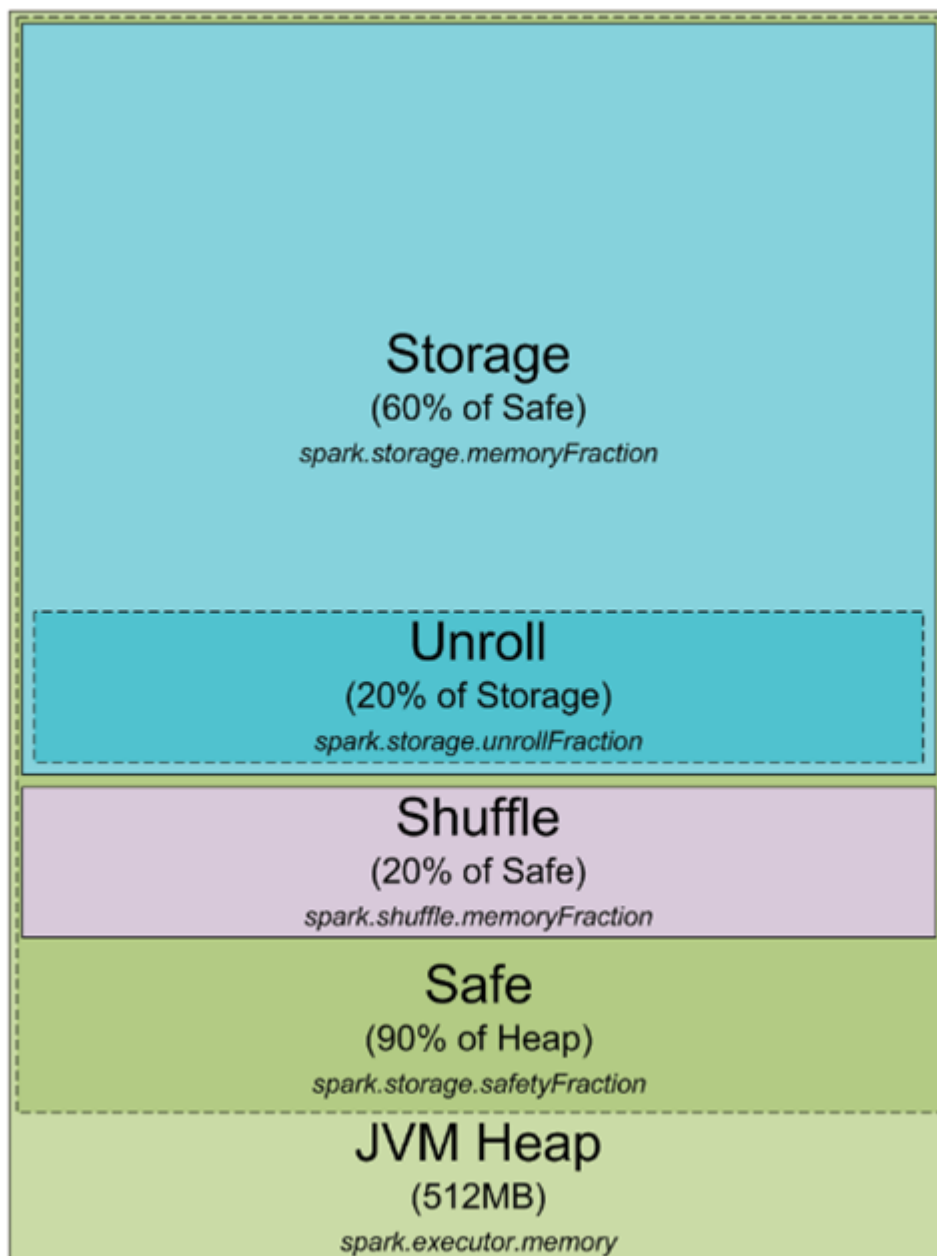 Storage
(60% of Safe)
spark.storage.memoryFraction
Unroll
(20% of Storage)
spark.storage.unrollFraction
Shuffle
(20% of Safe)
spark.shuffle.memoryFraction
Safe
(90% of Heap)
spark.storage.safetyFraction
JVM Heap
(512MB)
spark.executor.memory